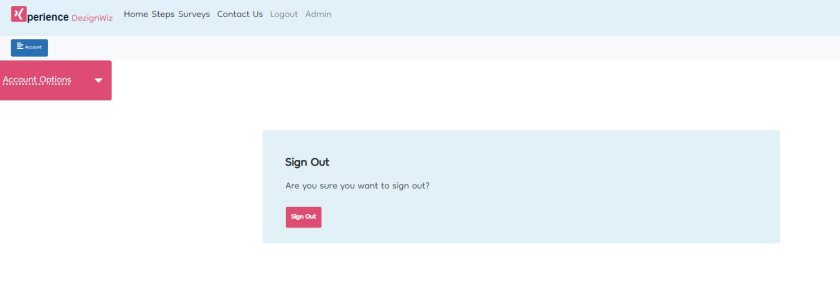 Xperience DezignWiz Home Steps Surveys Contact Us Logout Admin
Account
Account Options
Sign Out
Are you sure you want to sign out?
Sign Out